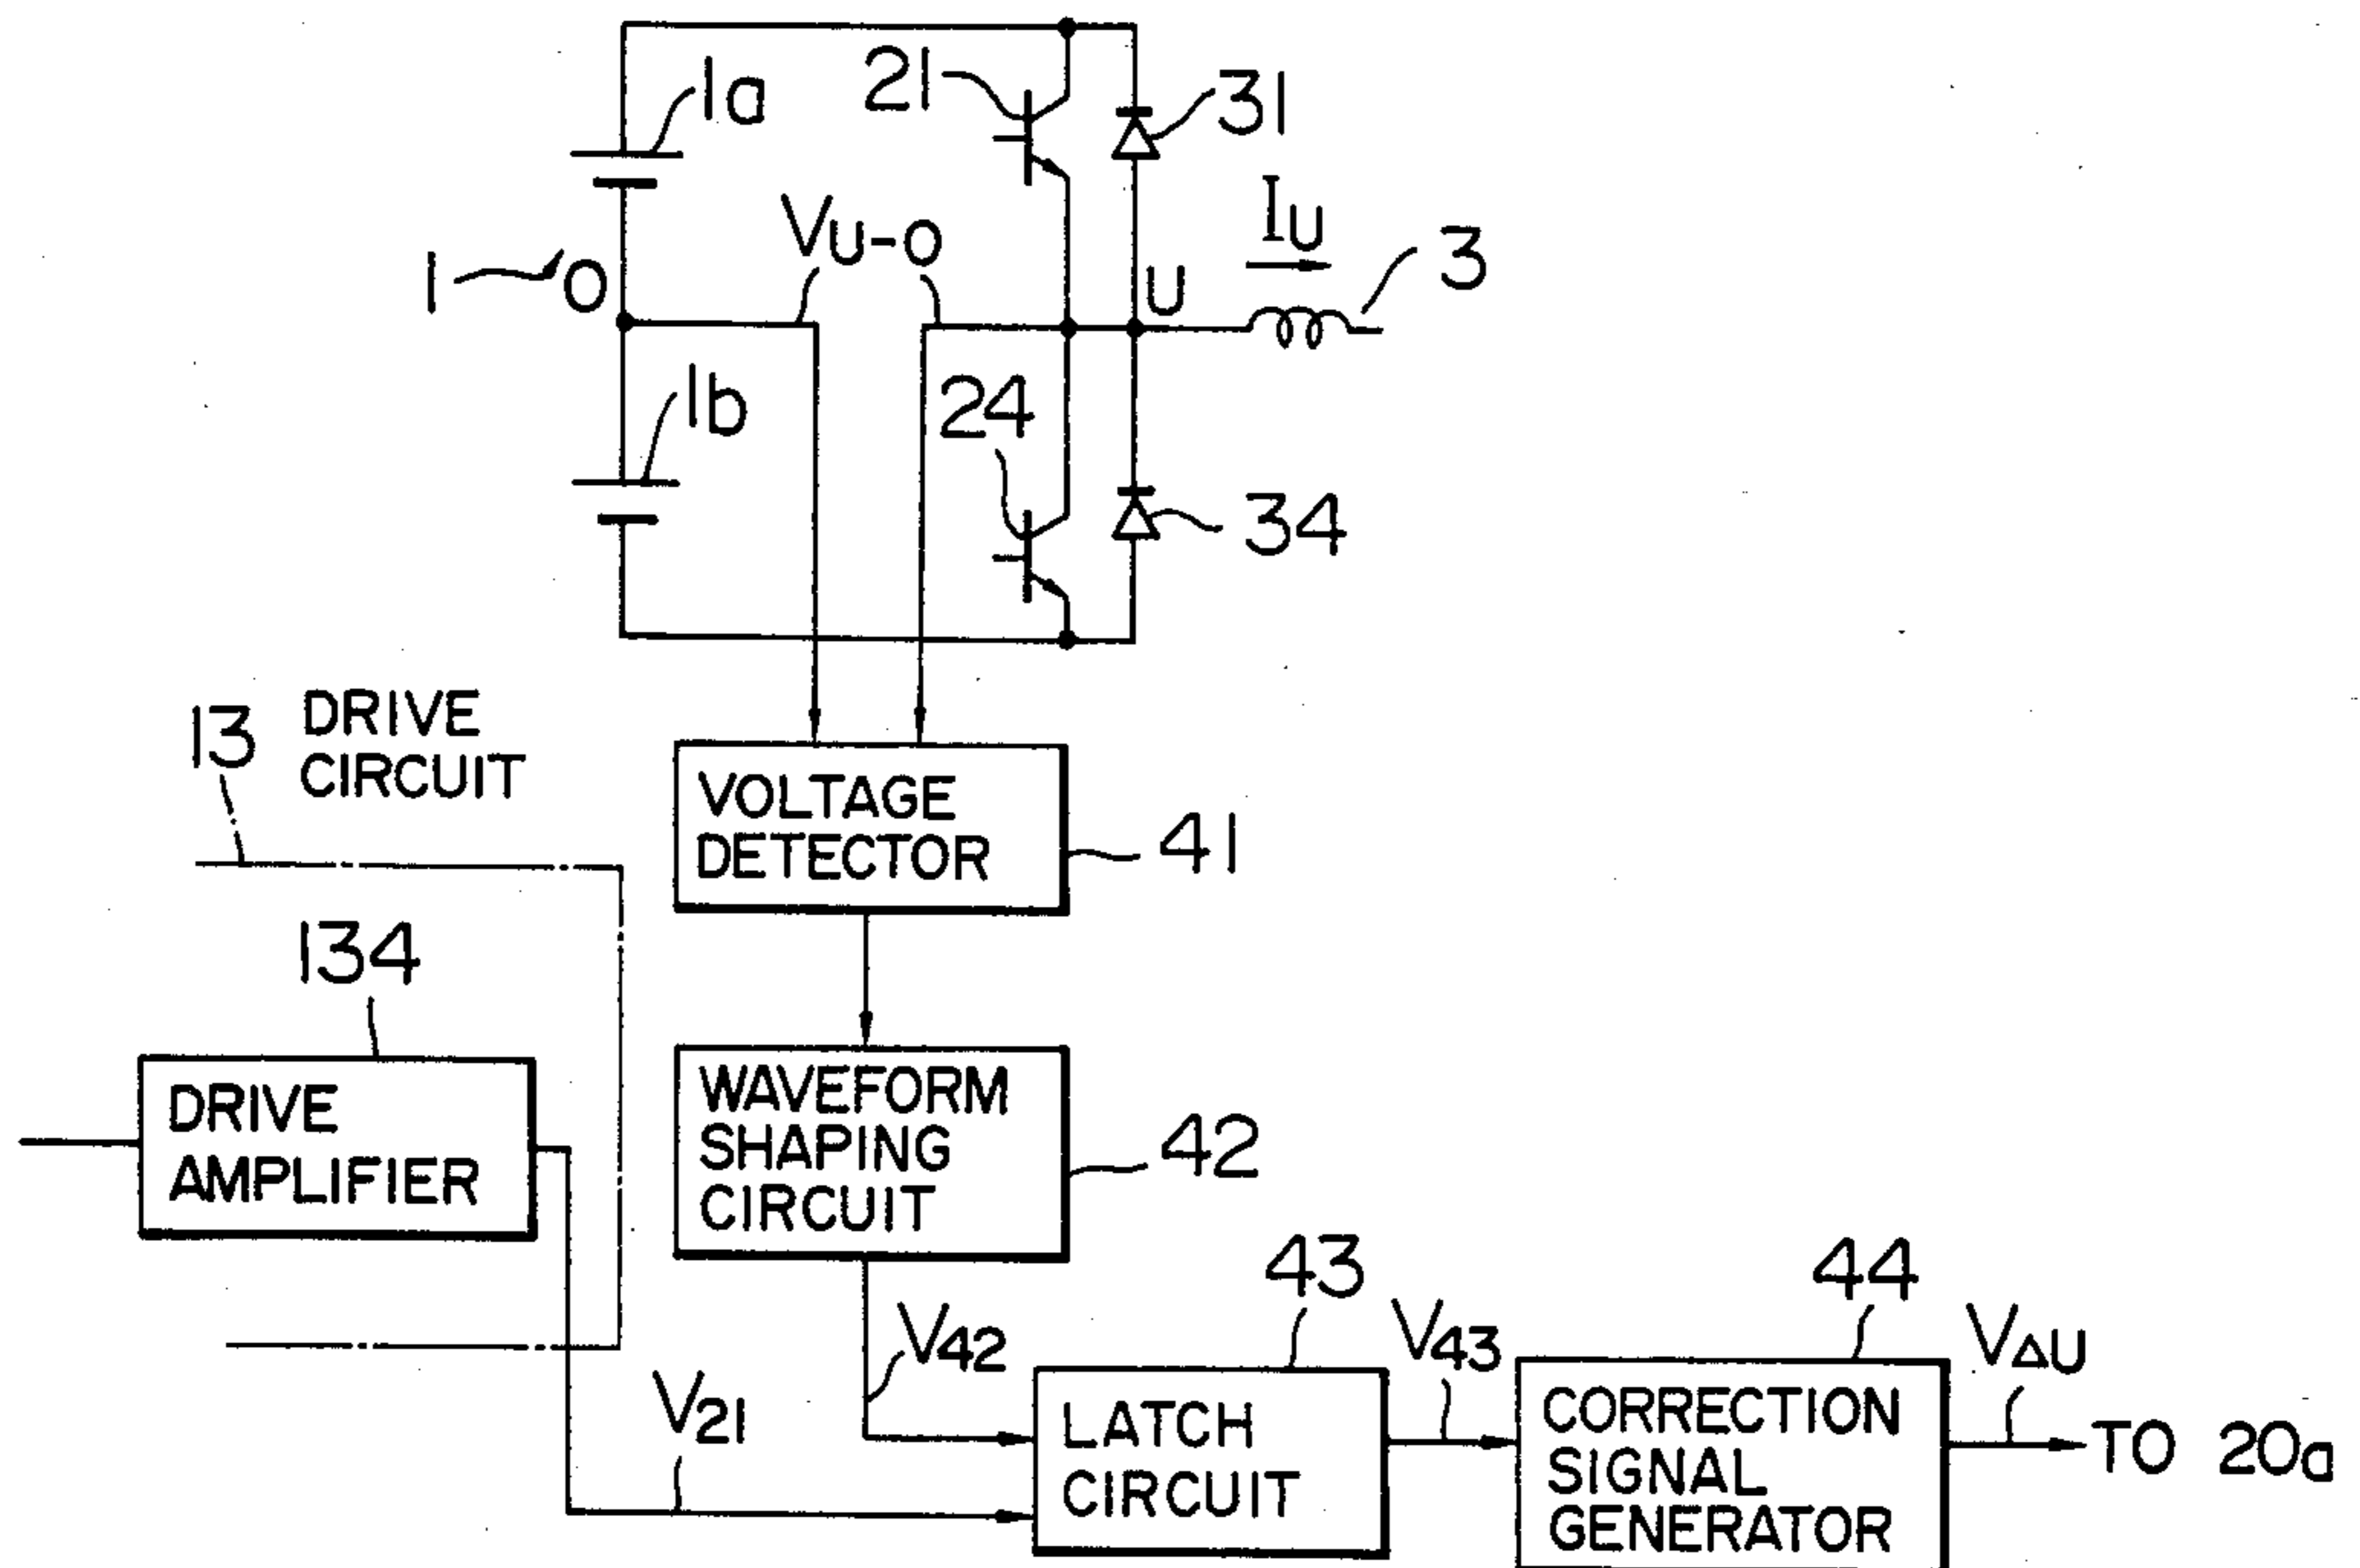 1a
21
31
VU-O
IU
1
O
U
3
1b
24
34
13
DRIVE
CIRCUIT
VOLTAGE
DETECTOR
41
134
DRIVE
AMPLIFIER
WAVEFORM
SHAPING
CIRCUIT
42
V42
V21
43
LATCH
CIRCUIT
V43
44
CORRECTION
SIGNAL
GENERATOR
VΔU
TO 20a